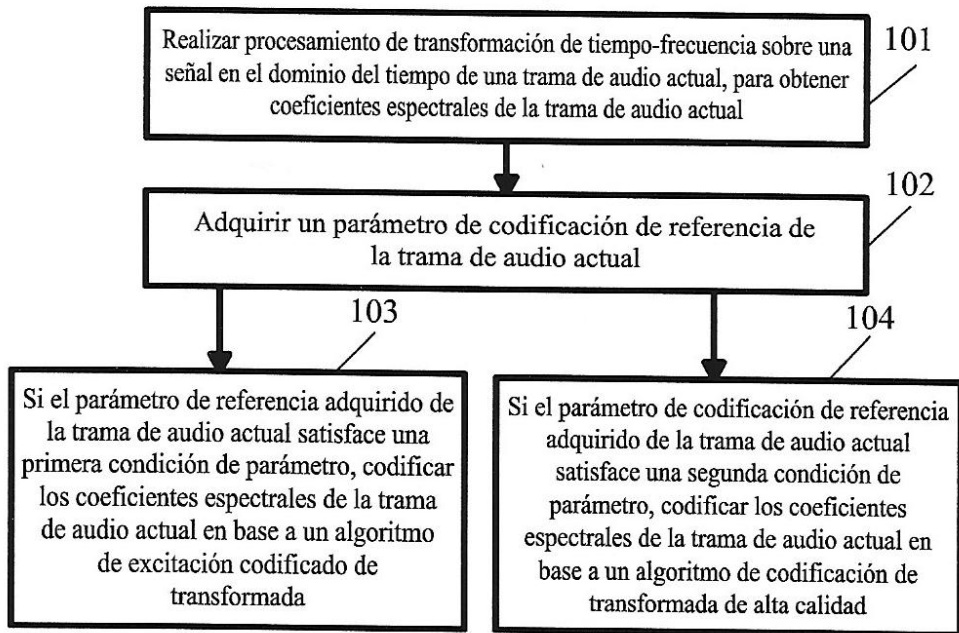 Realizar procesamiento de transformación de tiempo-frecuencia sobre una
señal en el dominio del tiempo de una trama de audio actual, para obtener
coeficientes espectrales de la trama de audio actual
101
Adquirir un parámetro de codificación de referencia de
la trama de audio actual
102
103
Si el parámetro de referencia adquirido de
la trama de audio actual satisface una
primera condición de parámetro, codificar
los coeficientes espectrales de la trama
de audio actual en base a un algoritmo
de excitación codificado de
transformada
104
Si el parámetro de codificación de referencia
adquirido de la trama de audio actual
satisface una segunda condición de
parámetro, codificar los coeficientes
espectrales de la trama de audio actual en
base a un algoritmo de codificación de
transformada de alta calidad